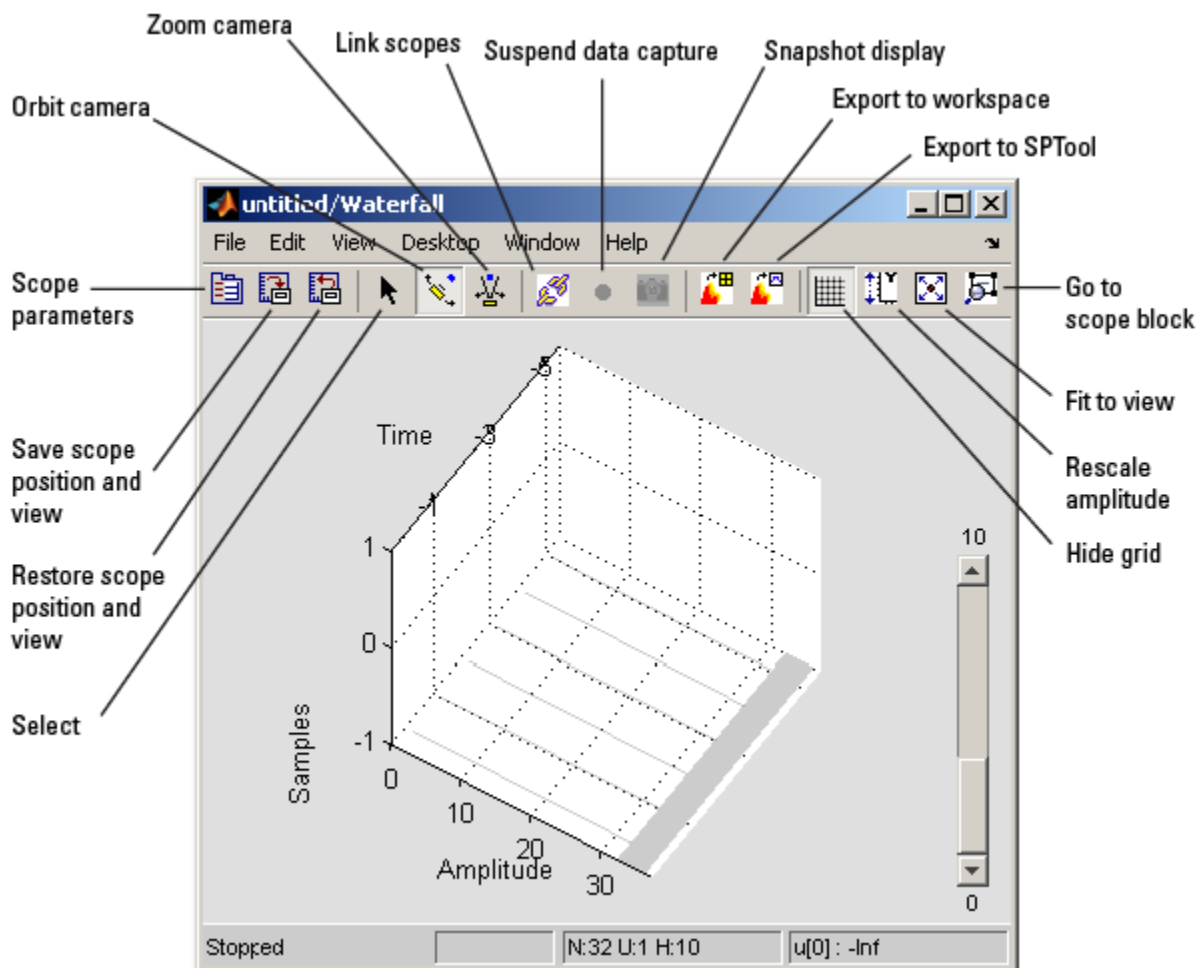 Zoom camera
Link scopes
Suspend data capture
Snapshot display
Orbit camera
Export to workspace
Export to SPTool
untitled/Waterfall
File Edit View Desktop Window Help
Scope
parameters
Go to
scope block
Save scope
position and
view
Restore scope
position and
view
Select
Fit to view
Rescale
amplitude
Hide grid
Time
-5
-3
-1
1
0
-1
Samples
0
10
20
30
Amplitude
10
0
Stopped
N:32 U:1 H:10
u[0] : -Inf